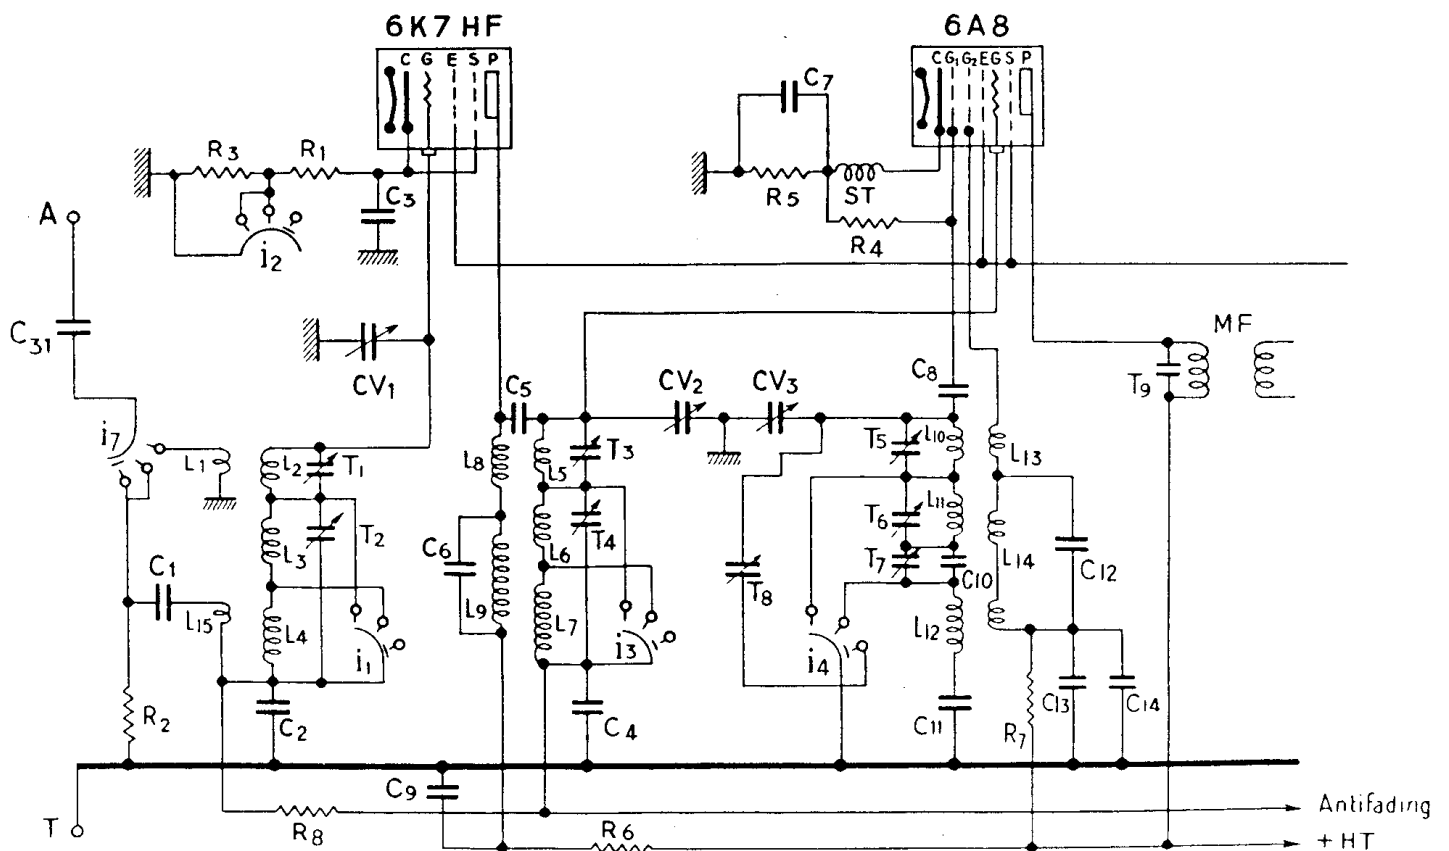 6K7 HF
6A8
C G E S P
C G1 G2 E G S P
C7
R3 R1
C3
R5 ST
R4
A
i2
C31
CV1
MF
T9
C5
CV2 CV3
C8
i7
L1 L2 T1
L8
L5 T3
T5 L10
L13
L3 T2
C6
L6 T4
T6 L11
L14
C12
T7 C10
C1
L15 L4 i1
L9 L7 i3
T8
i4
L12
R2
C2
C4
C11
R7
C13 C14
C9
Antifading
T
R8
R6
+ HT